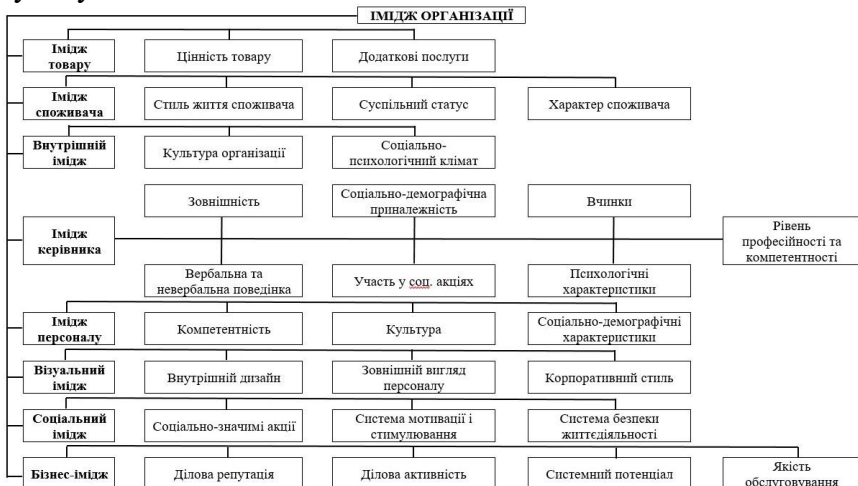 ІМІДЖ ОРГАНІЗАЦІЇ
Імідж
товару
Цінність товару
Додаткові послуги
Імідж
споживача
Стиль життя споживача
Суспільний статус
Характер споживача
Внутрішній
імідж
Культура організації
Соціально-
психологічний клімат
Зовнішність
Соціально-демографічна
приналежність
Вчинки
Імідж
керівника
Рівень
професійності та
компетентності
Вербальна та
невербальна поведінка
Участь у соц. акціях
Психологічні
характеристики
Імідж
персоналу
Компетентність
Культура
Соціально-демографічні
характеристики
Візуальний
імідж
Внутрішній дизайн
Зовнішній вигляд
персоналу
Корпоративний стиль
Соціальний
імідж
Соціально-значимі акції
Система мотивації і
стимулювання
Система безпеки
життєдіяльності
Бізнес-імідж
Ділова репутація
Ділова активність
Системний потенціал
Якість
обслуговування